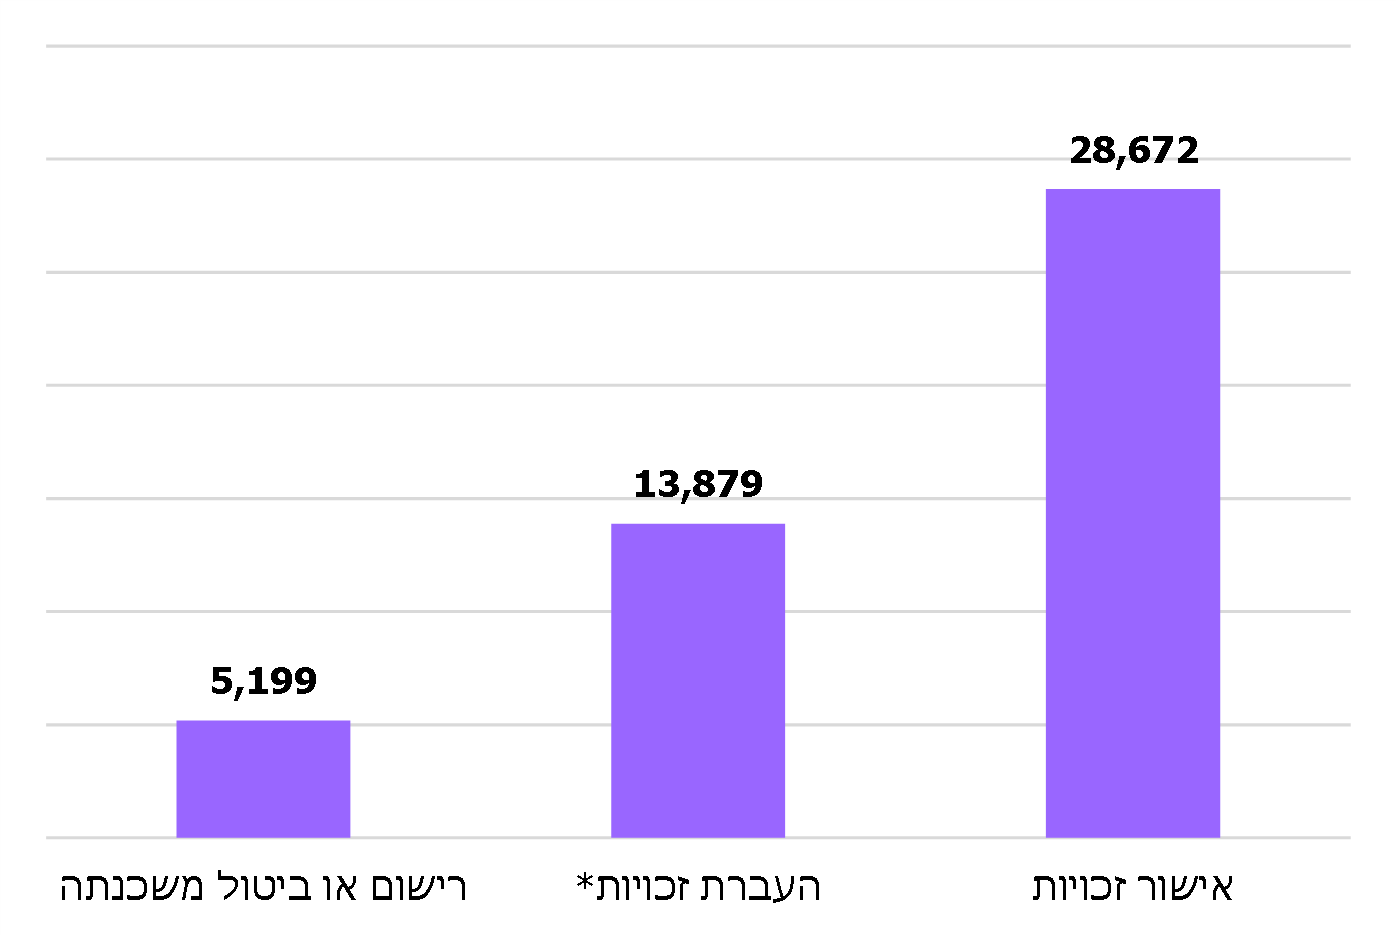 28,672
13,879
5,199
אישור זכויות
העברת זכויות*
רישום או ביטול משכנתה